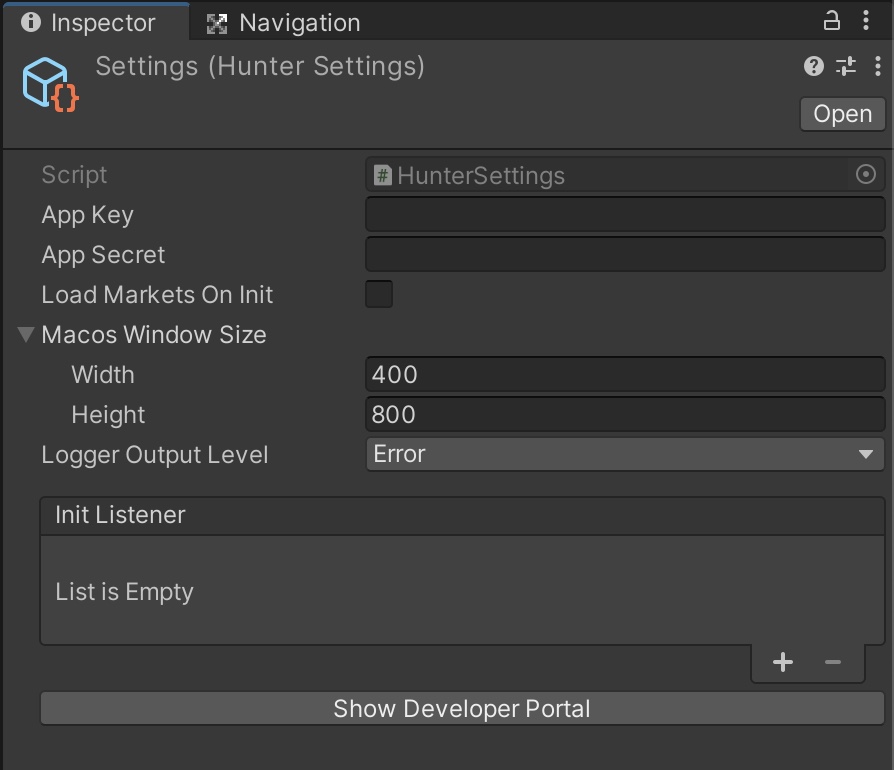 Inspector
Navigation
Settings (Hunter Settings)
Open
Script
# HunterSettings
App Key
App Secret
Load Markets On Init
Macos Window Size
Width 400
Height 800
Logger Output Level Error
Init Listener
List is Empty
Show Developer Portal